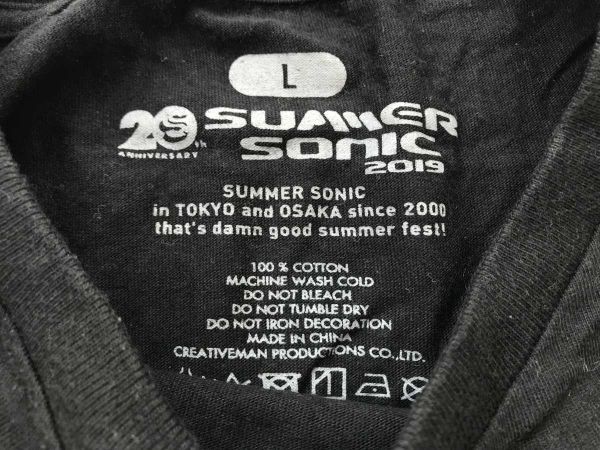 L
20th
ANNIVERSARY
SUMMER
SONIC
2019
SUMMER SONIC
in TOKYO and OSAKA since 2000
that's damn good summer fest!
100 % COTTON
MACHINE WASH COLD
DO NOT BLEACH
DO NOT TUMBLE DRY
DO NOT IRON DECORATION
MADE IN CHINA
CREATIVEMAN PRODUCTIONS CO.,LTD.